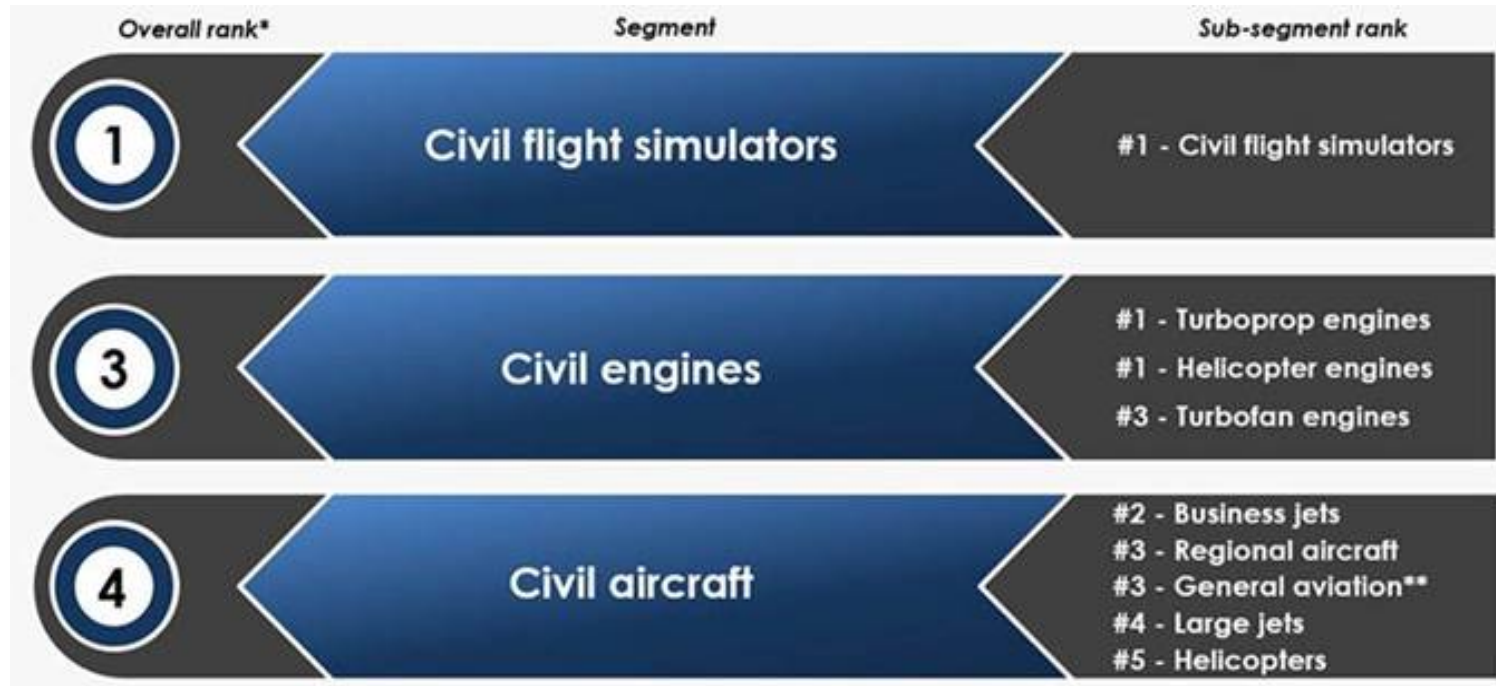 Overall rank* Segment Sub-segment rank
1 Civil flight simulators #1 - Civil flight simulators
3 Civil engines
#1 - Turboprop engines
#1 - Helicopter engines
#3 - Turbofan engines
4 Civil aircraft
#2 - Business jets
#3 - Regional aircraft
#3 - General aviation**
#4 - Large jets
#5 - Helicopters